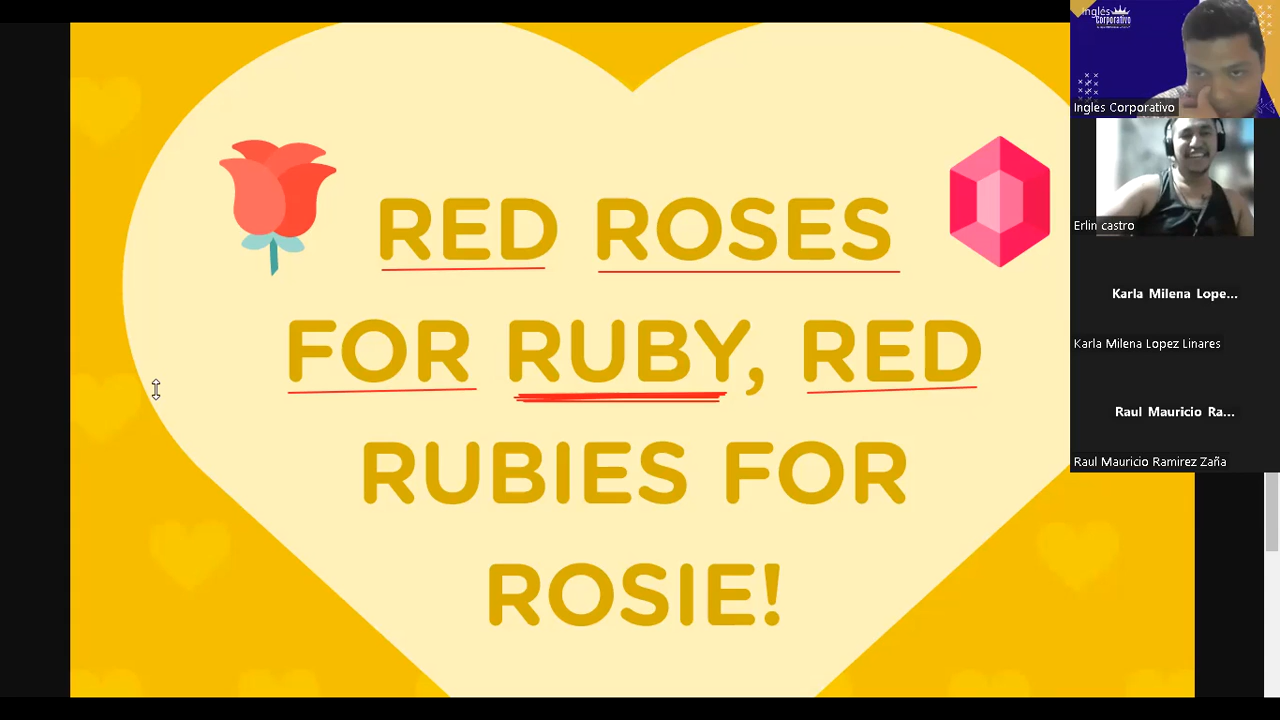 RED ROSES
FOR RUBY, RED
RUBIES FOR
ROSIE!
Inglés
corporativo
Ingles Corporativo
Erlin castro
Karla Milena Lope...
Karla Milena Lopez Linares
Raul Mauricio Ra...
Raul Mauricio Ramirez Zaña